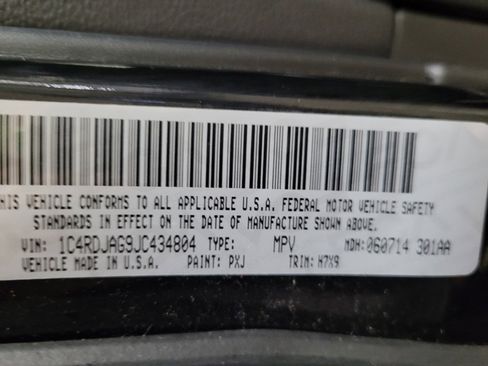 THIS VEHICLE CONFORMS TO ALL APPLICABLE U.S.A. FEDERAL MOTOR VEHICLE SAFETY
STANDARDS IN EFFECT ON THE DATE OF MANUFACTURE SHOWN ABOVE.
VIN: 1C4RDJAG9JC434804 TYPE: MPV MDH: 060714 301AA
VEHICLE MADE IN U.S.A. PAINT: PXJ TRIM: H7X9